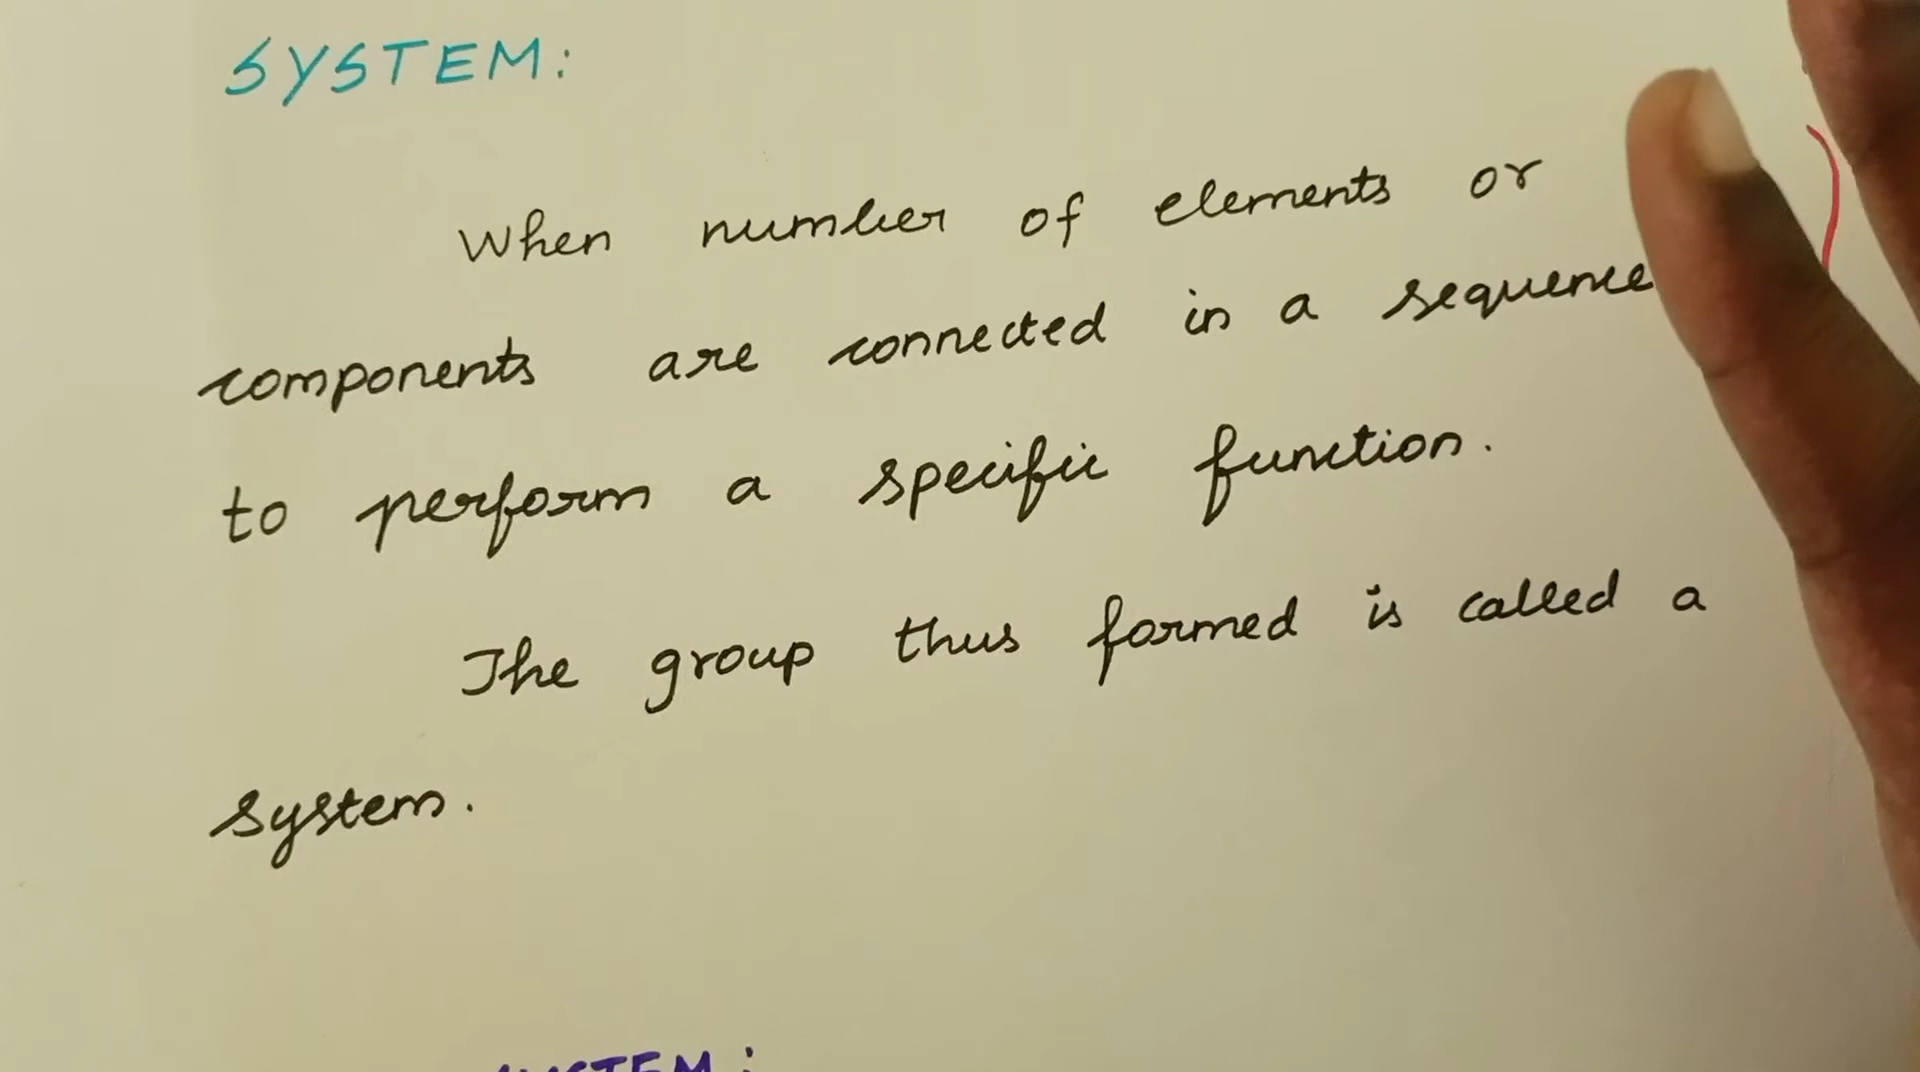 SYSTEM:
When number of elements or
components are connected in a sequence
to perform a specific function.
The group thus formed is called a
system.
SYSTEM: